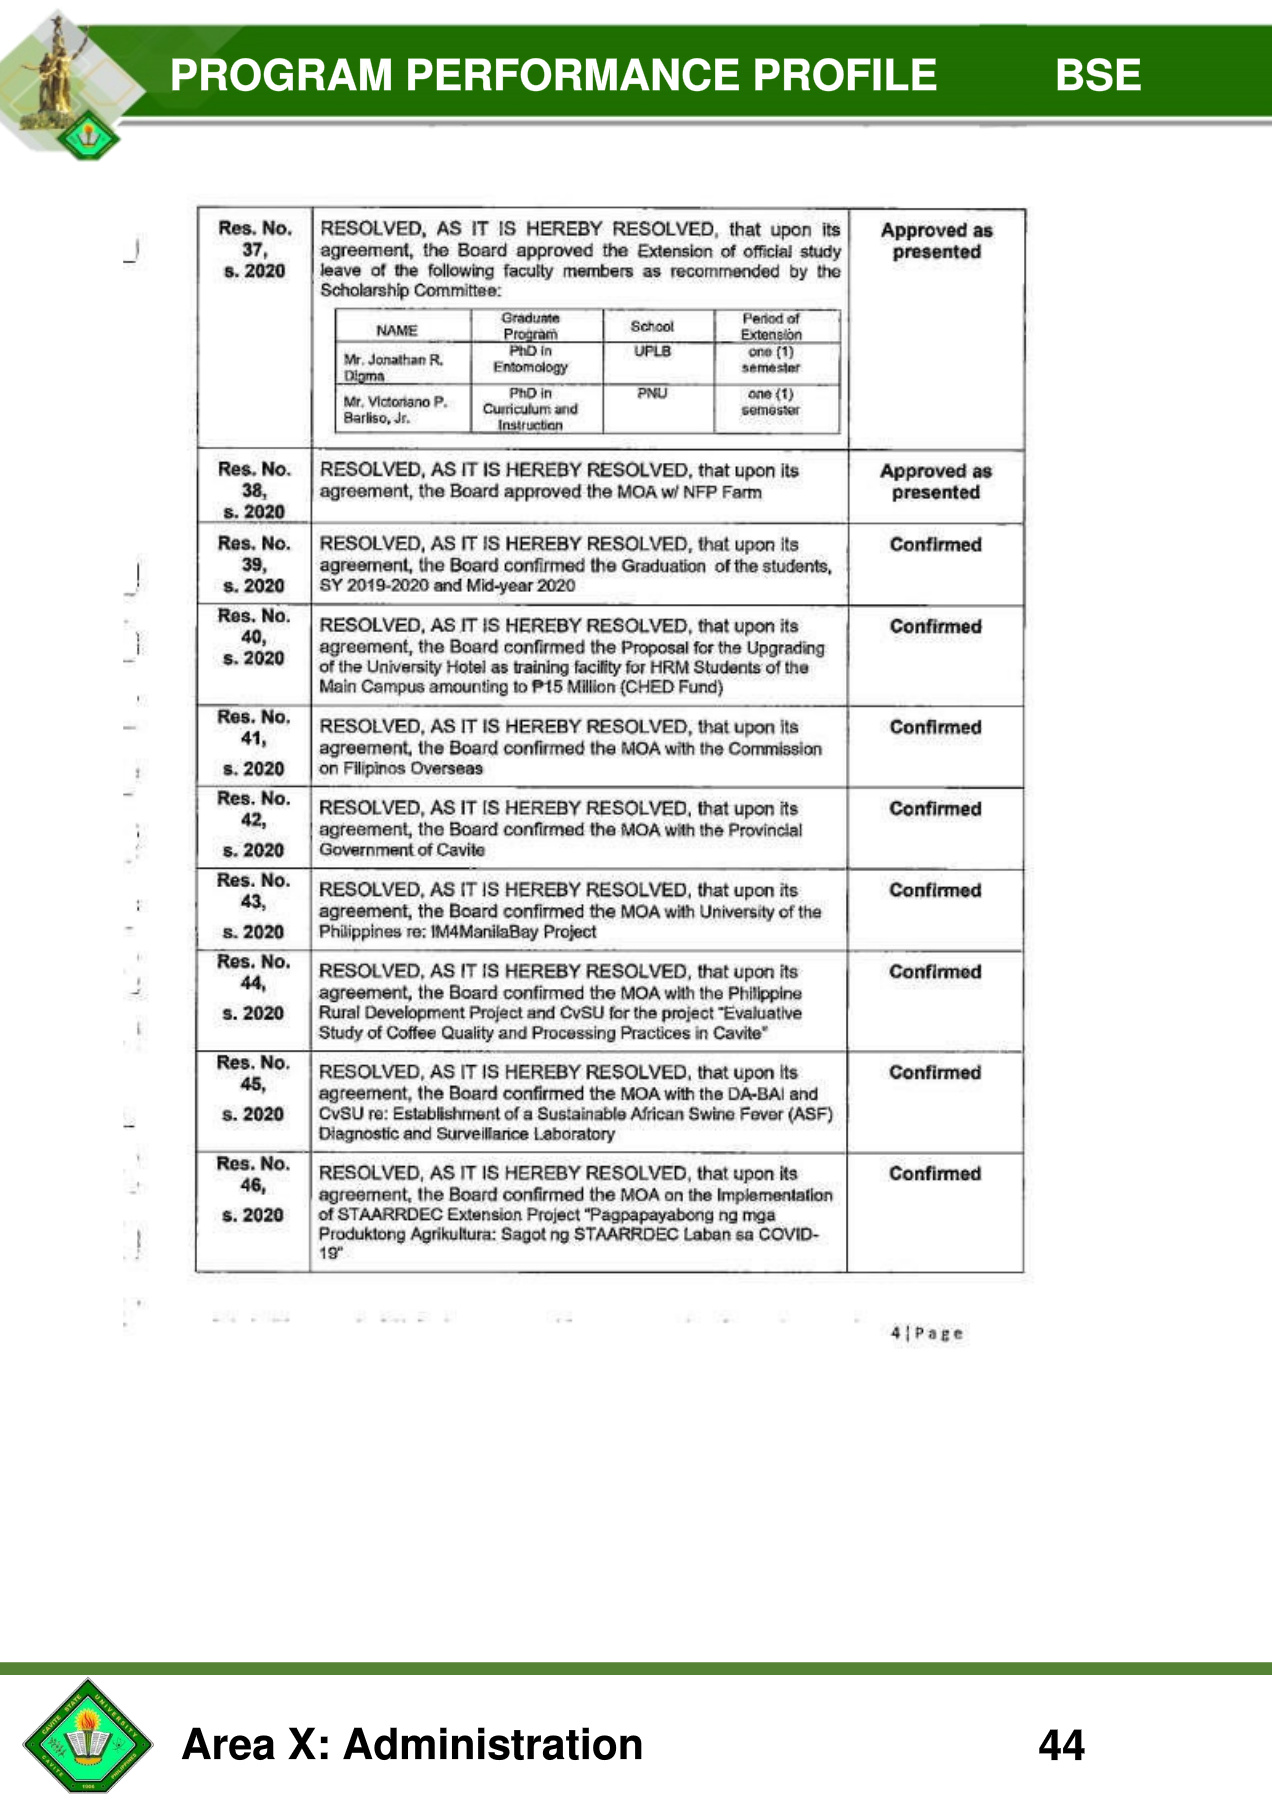 PROGRAM PERFORMANCE PROFILE BSE
Res. No. 37, s. 2020
RESOLVED, AS IT IS HEREBY RESOLVED, that upon its
agreement, the Board approved the Extension of official study
leave of the following faculty members as recommended by the
Scholarship Committee:
Approved as presented
NAME
Graduate Program
School
Period of Extension
Mr. Jonathan R. Digma
PhD in Entomology
UPLB
one (1) semester
Mr. Victoriano P. Barliso, Jr.
PhD in Curriculum and Instruction
PNU
one (1) semester
Res. No. 38, s. 2020
RESOLVED, AS IT IS HEREBY RESOLVED, that upon its
agreement, the Board approved the MOA w/ NFP Farm
Approved as presented
Res. No. 39, s. 2020
RESOLVED, AS IT IS HEREBY RESOLVED, that upon its
agreement, the Board confirmed the Graduation of the students,
SY 2019-2020 and Mid-year 2020
Confirmed
Res. No. 40, s. 2020
RESOLVED, AS IT IS HEREBY RESOLVED, that upon its
agreement, the Board confirmed the Proposal for the Upgrading
of the University Hotel as training facility for HRM Students of the
Main Campus amounting to ₱15 Million (CHED Fund)
Confirmed
Res. No. 41, s. 2020
RESOLVED, AS IT IS HEREBY RESOLVED, that upon its
agreement, the Board confirmed the MOA with the Commission
on Filipinos Overseas
Confirmed
Res. No. 42, s. 2020
RESOLVED, AS IT IS HEREBY RESOLVED, that upon its
agreement, the Board confirmed the MOA with the Provincial
Government of Cavite
Confirmed
Res. No. 43, s. 2020
RESOLVED, AS IT IS HEREBY RESOLVED, that upon its
agreement, the Board confirmed the MOA with University of the
Philippines re: IM4ManilaBay Project
Confirmed
Res. No. 44, s. 2020
RESOLVED, AS IT IS HEREBY RESOLVED, that upon its
agreement, the Board confirmed the MOA with the Philippine
Rural Development Project and CvSU for the project "Evaluative
Study of Coffee Quality and Processing Practices in Cavite"
Confirmed
Res. No. 45, s. 2020
RESOLVED, AS IT IS HEREBY RESOLVED, that upon its
agreement, the Board confirmed the MOA with the DA-BAI and
CvSU re: Establishment of a Sustainable African Swine Fever (ASF)
Diagnostic and Surveillance Laboratory
Confirmed
Res. No. 46, s. 2020
RESOLVED, AS IT IS HEREBY RESOLVED, that upon its
agreement, the Board confirmed the MOA on the Implementation
of STAARRDEC Extension Project "Pagpapayabong ng mga
Produktong Agrikultura: Sagot ng STAARRDEC Laban sa COVID-
19"
Confirmed
4 | Page
CAVITE STATE UNIVERSITY
CAVITE
1906
PHILIPPINES
Area X: Administration 44